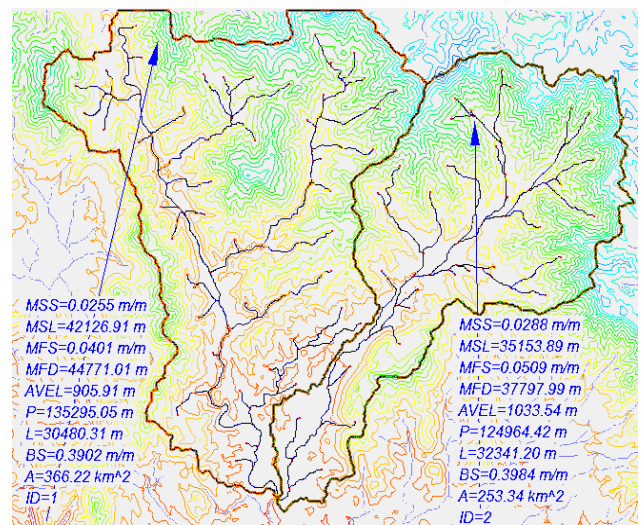 MSS=0.0255 m/m
MSL=42126.91 m
MFS=0.0401 m/m
MFD=44771.01 m
AVEL=905.91 m
P=135295.05 m
L=30480.31 m
BS=0.3902 m/m
A=366.22 km^2
ID=1
MSS=0.0288 m/m
MSL=35153.89 m
MFS=0.0509 m/m
MFD=37797.99 m
AVEL=1033.54 m
P=124964.42 m
L=32341.20 m
BS=0.3984 m/m
A=253.34 km^2
ID=2